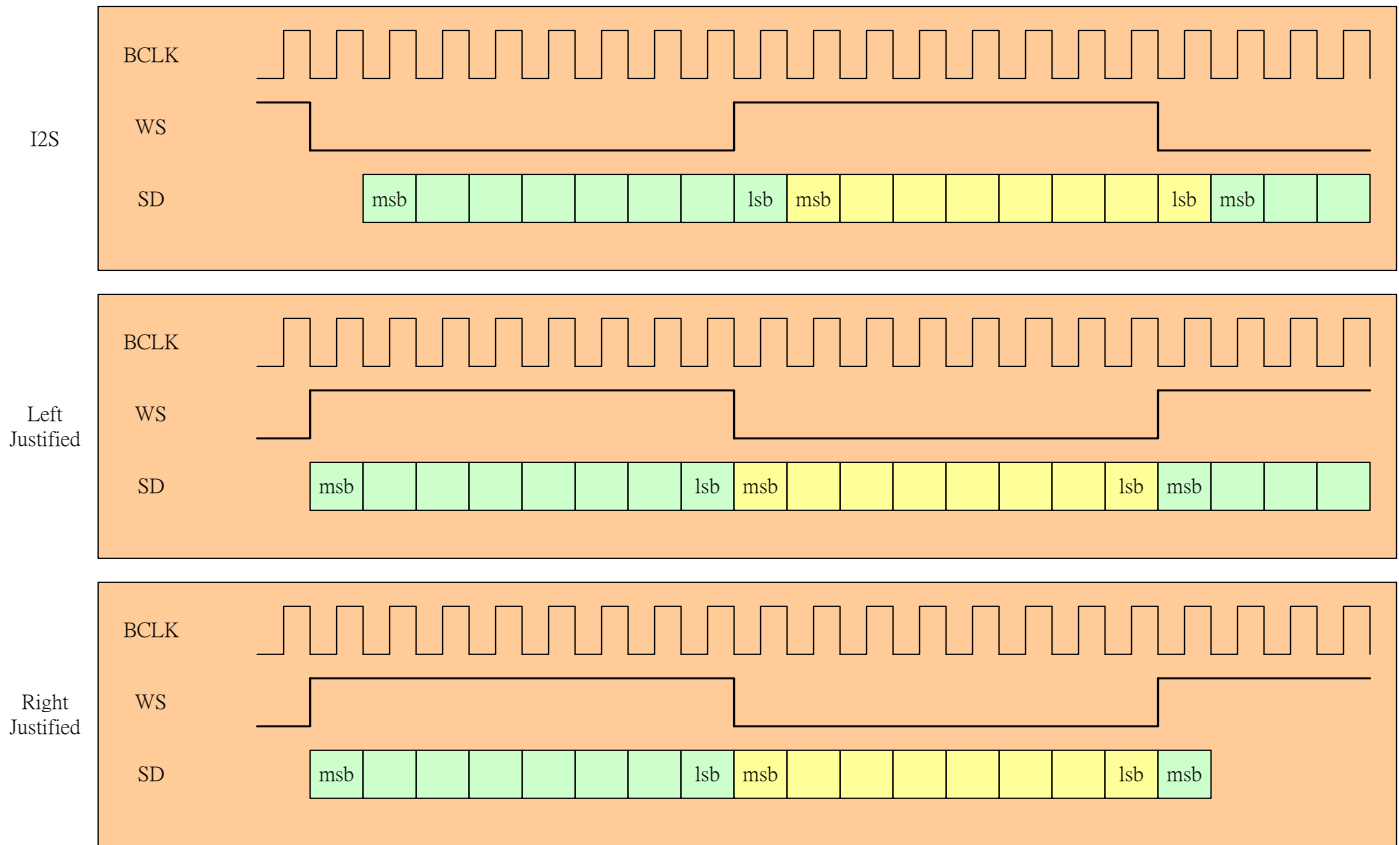 I2S
BCLK
WS
SD
msb lsb msb lsb msb
Left
Justified
BCLK
WS
SD
msb lsb msb lsb msb
Right
Justified
BCLK
WS
SD
msb lsb msb lsb msb